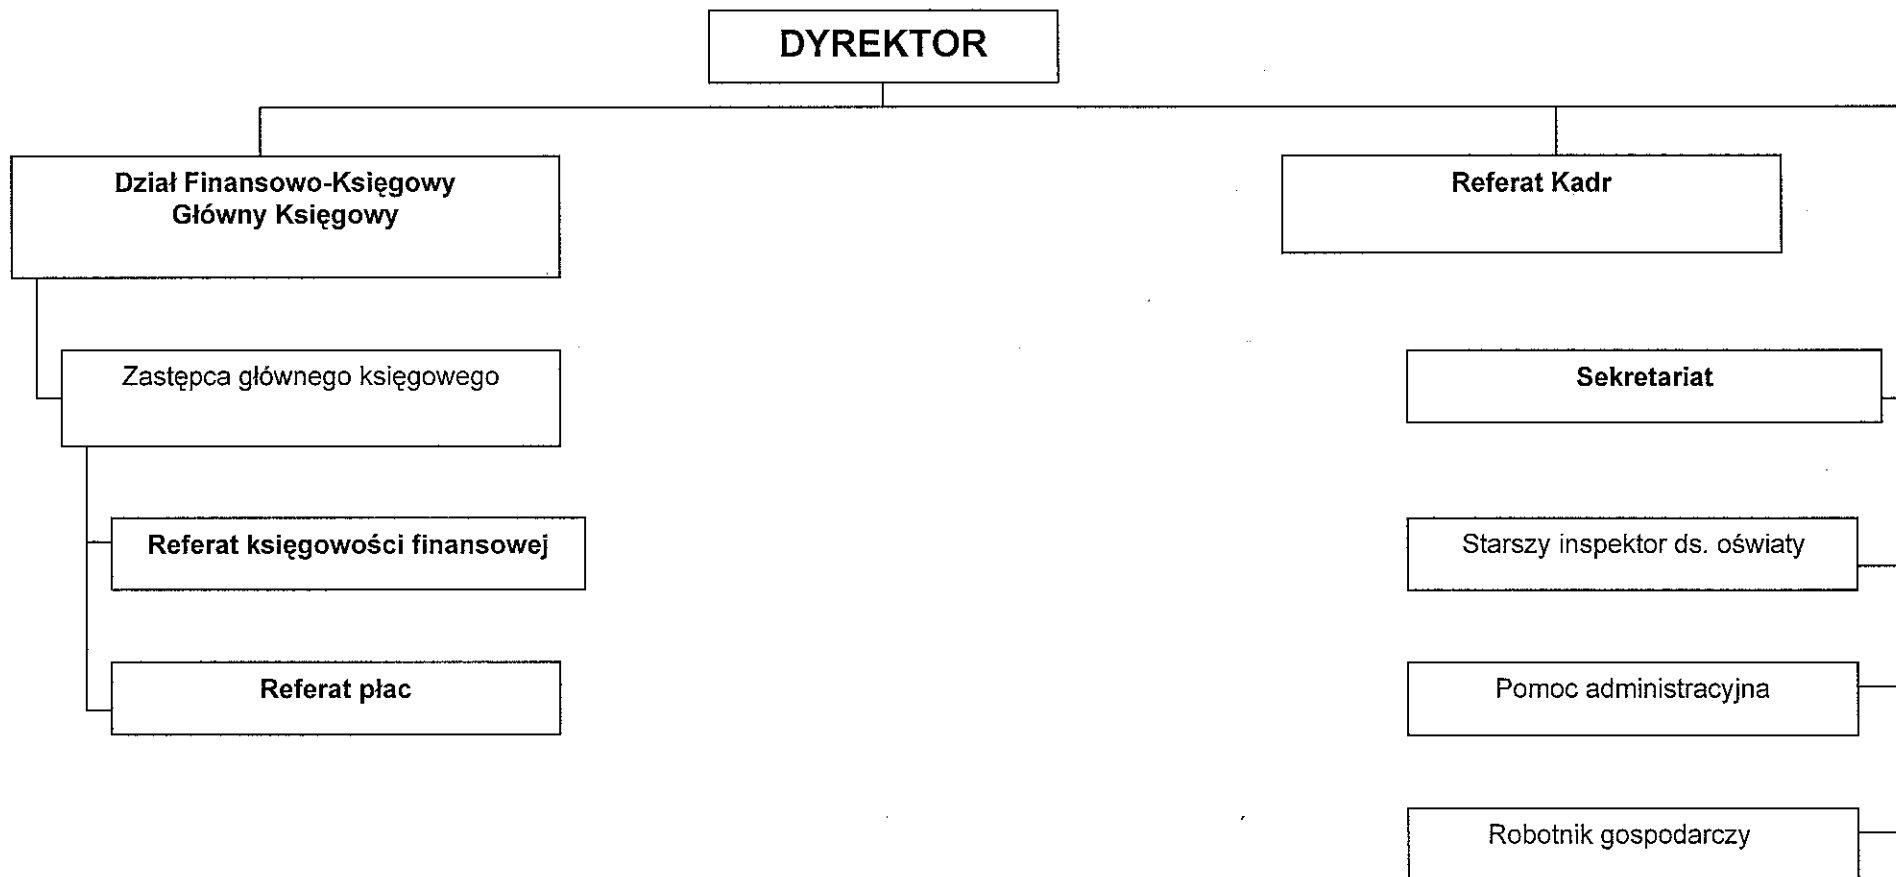 DYREKTOR
Dział Finansowo-Księgowy
Główny Księgowy
Referat Kadr
Zastępca głównego księgowego
Sekretariat
Referat księgowości finansowej
Starszy inspektor ds. oświaty
Referat płac
Pomoc administracyjna
Robotnik gospodarczy